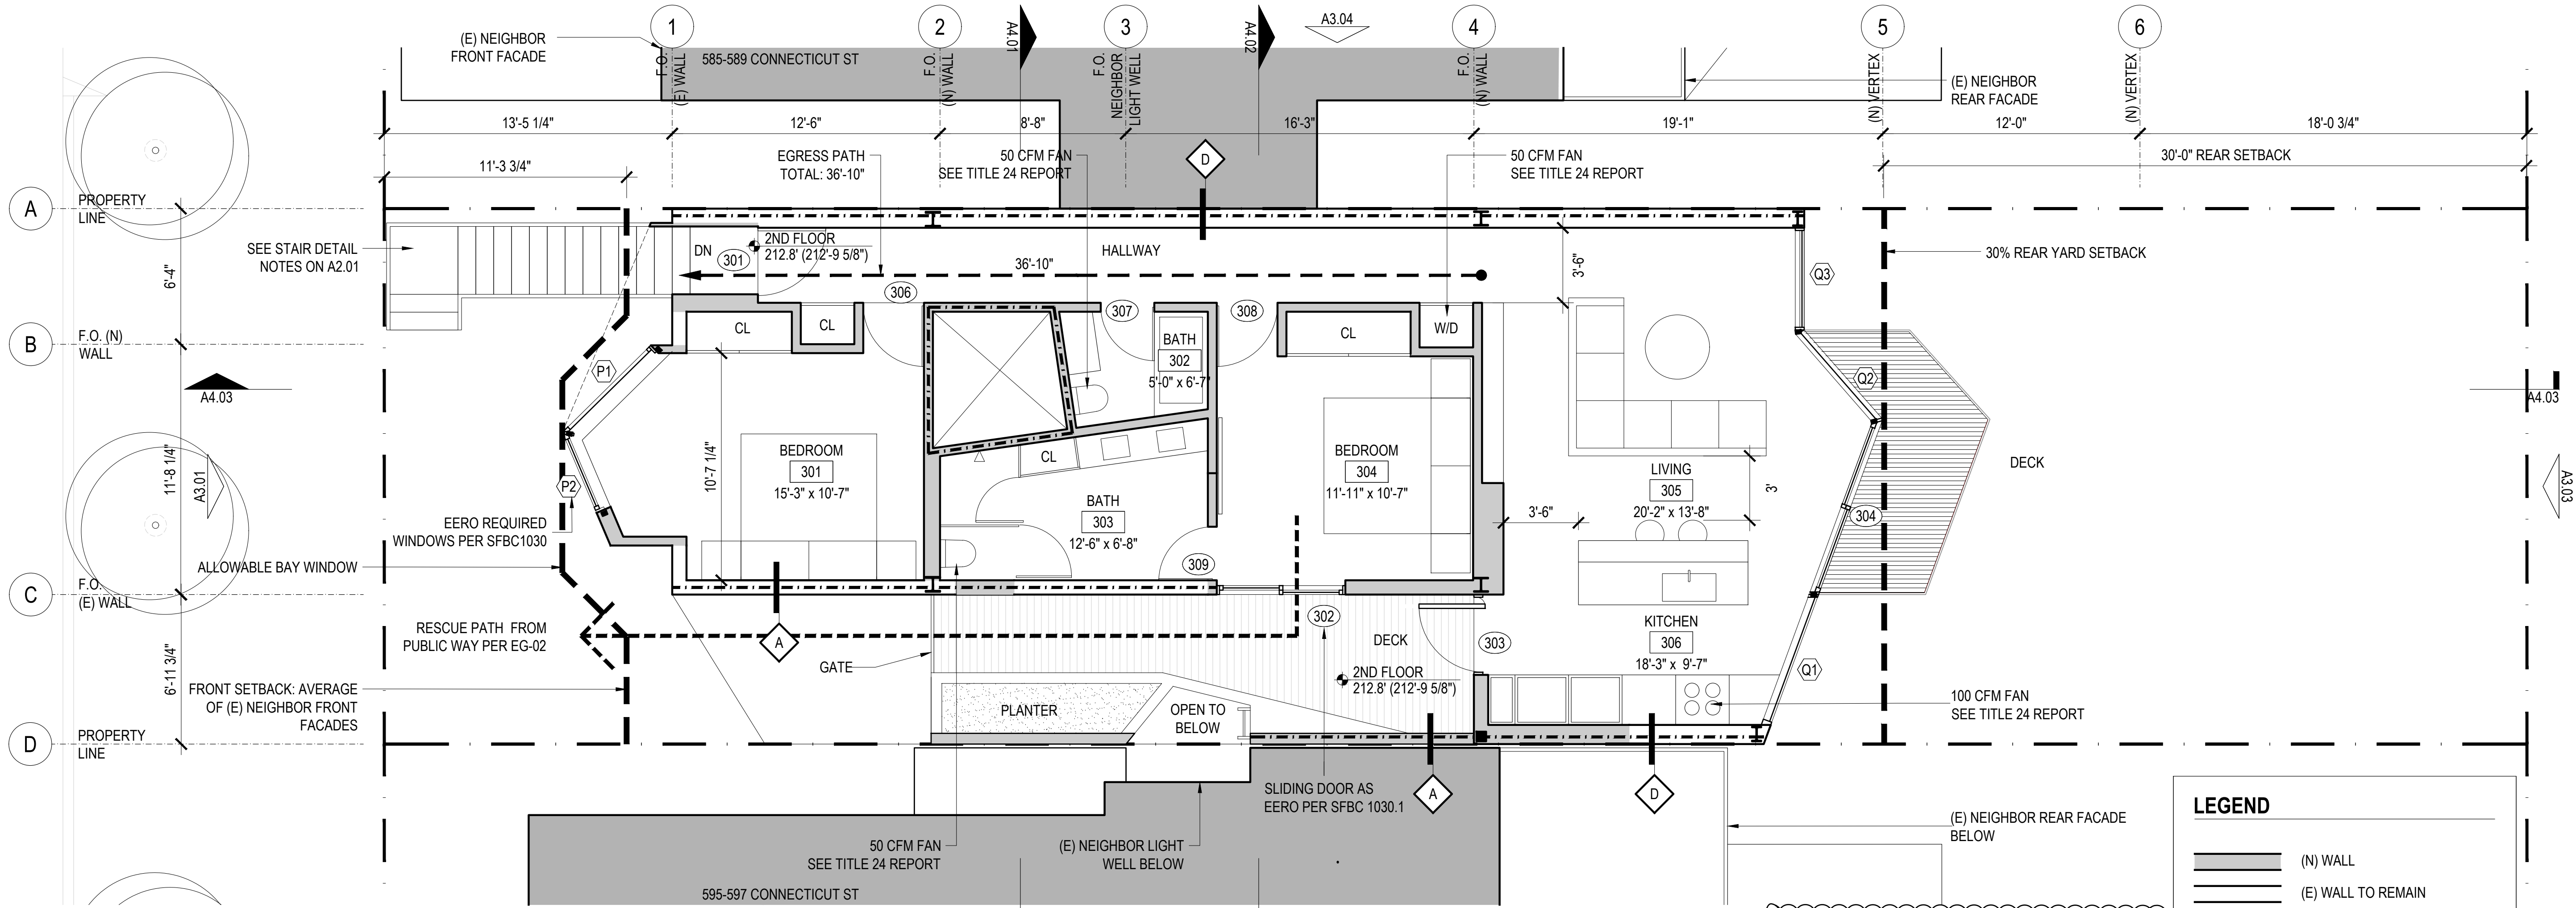 1
2
3
4
5
6
A4.01
A4.02
A3.04
(E) NEIGHBOR
FRONT FACADE
585-589 CONNECTICUT ST
F.O.
(E) WALL
F.O.
(N) WALL
F.O.
NEIGHBOR
LIGHT WELL
F.O.
(N) WALL
(N) VERTEX
(N) VERTEX
(E) NEIGHBOR
REAR FACADE
13'-5 1/4"
12'-6"
8'-8"
16'-3"
19'-1"
12'-0"
18'-0 3/4"
11'-3 3/4"
EGRESS PATH
TOTAL: 36'-10"
50 CFM FAN
SEE TITLE 24 REPORT
D
50 CFM FAN
SEE TITLE 24 REPORT
30'-0" REAR SETBACK
A
PROPERTY
LINE
SEE STAIR DETAIL
NOTES ON A2.01
6'-4"
DN
301
2ND FLOOR
212.8' (212'-9 5/8")
HALLWAY
36'-10"
3'-6"
Q3
30% REAR YARD SETBACK
306
307
308
CL
CL
CL
W/D
BATH
302
5'-0" x 6'-7"
B
F.O. (N)
WALL
A4.03
P1
Q2
A4.03
11'-8 1/4"
A3.01
10'-7 1/4"
BEDROOM
301
15'-3" x 10'-7"
CL
BEDROOM
304
11'-11" x 10'-7"
LIVING
305
20'-2" x 13'-8"
3'
DECK
A3.03
P2
BATH
303
12'-6" x 6'-8"
3'-6"
304
EERO REQUIRED
WINDOWS PER SFBC1030
ALLOWABLE BAY WINDOW
309
C
F.O.
(E) WALL
RESCUE PATH FROM
PUBLIC WAY PER EG-02
302
DECK
303
KITCHEN
306
18'-3" x 9'-7"
A
GATE
Q1
2ND FLOOR
212.8' (212'-9 5/8")
6'-11 3/4"
FRONT SETBACK: AVERAGE
OF (E) NEIGHBOR FRONT
FACADES
PLANTER
OPEN TO
BELOW
100 CFM FAN
SEE TITLE 24 REPORT
D
PROPERTY
LINE
SLIDING DOOR AS
EERO PER SFBC 1030.1
A
D
LEGEND
(E) NEIGHBOR REAR FACADE
BELOW
50 CFM FAN
SEE TITLE 24 REPORT
(E) NEIGHBOR LIGHT
WELL BELOW
(N) WALL
595-597 CONNECTICUT ST
(E) WALL TO REMAIN